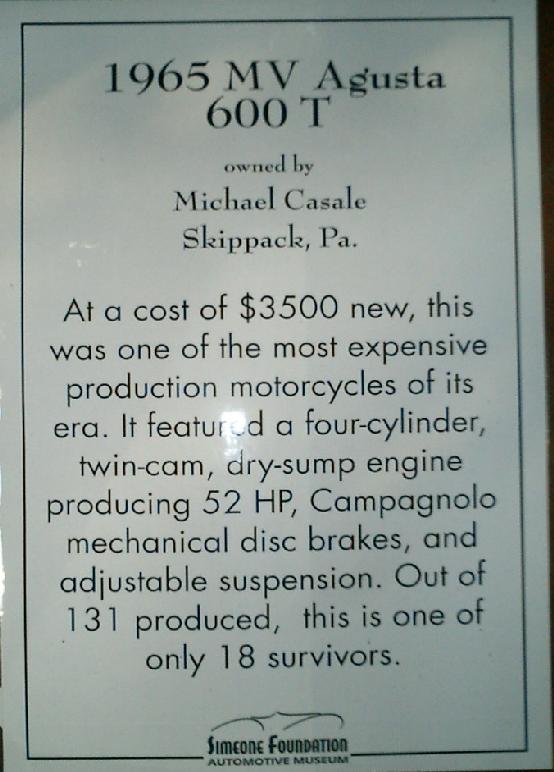 1965 MV Agusta
600 T
owned by
Michael Casale
Skippack, Pa.
At a cost of $3500 new, this
was one of the most expensive
production motorcycles of its
era. It featured a four-cylinder,
twin-cam, dry-sump engine
producing 52 HP, Campagnolo
mechanical disc brakes, and
adjustable suspension. Out of
131 produced, this is one of
only 18 survivors.
SIMEONE FOUNDATION
AUTOMOTIVE MUSEUM